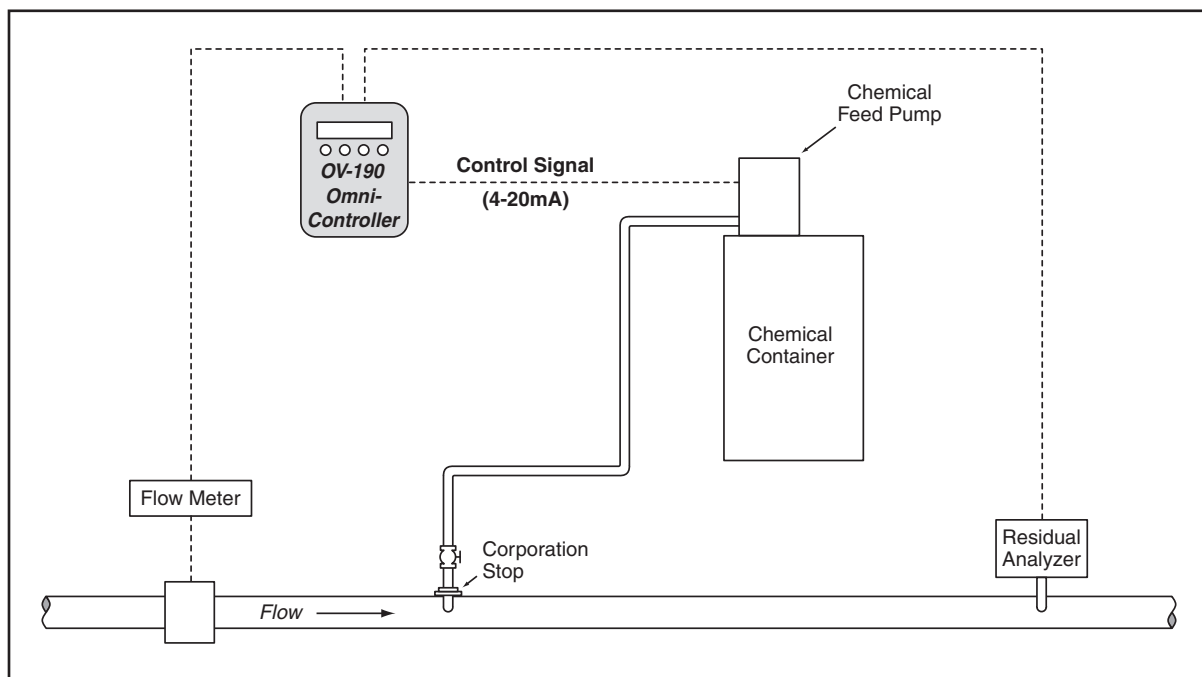 Chemical
Feed Pump
OV-190
Omni-
Controller
Control Signal
(4-20mA)
Chemical
Container
Flow Meter
Corporation
Stop
Residual
Analyzer
Flow